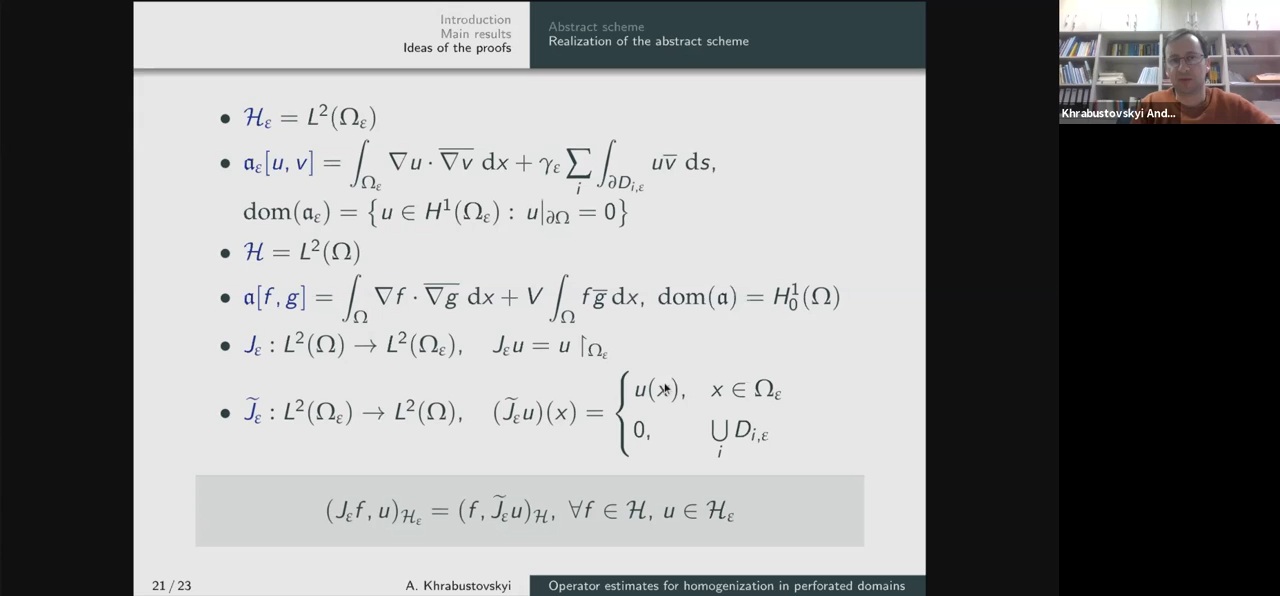 Introduction
Main results
Ideas of the proofs
Abstract scheme
Realization of the abstract scheme
• ℋ_ε = L²(Ω_ε)
• 𝔞_ε[u, v] = ∫_{Ω_ε} ∇u · \overline{∇v} dx + γ_ε ∑_i ∫_{∂D_{i,ε}} u\overline{v} ds,
dom(𝔞_ε) = {u ∈ H¹(Ω_ε) : u|_{∂Ω} = 0}
• ℋ = L²(Ω)
• 𝔞[f, g] = ∫_Ω ∇f · \overline{∇g} dx + V ∫_Ω f\overline{g} dx, dom(𝔞) = H¹₀(Ω)
• J_ε : L²(Ω) → L²(Ω_ε), J_ε u = u ↾_{Ω_ε}
• \widetilde{J}_ε : L²(Ω_ε) → L²(Ω), (\widetilde{J}_ε u)(x) = { u(x), x ∈ Ω_ε
0, ⋃_i D_{i,ε}
(J_ε f, u)_{ℋ_ε} = (f, \widetilde{J}_ε u)_ℋ, ∀f ∈ ℋ, u ∈ ℋ_ε
21 / 23
A. Khrabustovskyi
Operator estimates for homogenization in perforated domains
Khrabustovskyi And...